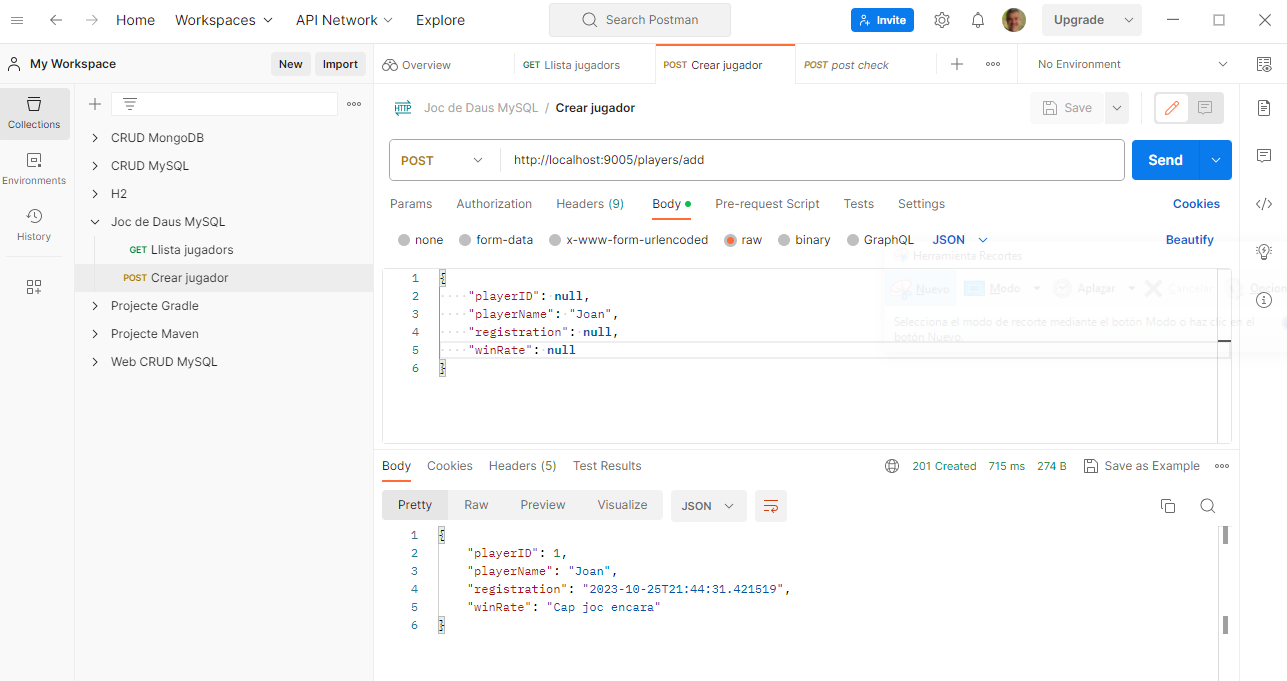 Home Workspaces API Network Explore Search Postman Invite Upgrade
My Workspace New Import Overview GET Llista jugadors POST Crear jugador POST post check No Environment
Collections
Environments
History
CRUD MongoDB
CRUD MySQL
H2
Joc de Daus MySQL
GET Llista jugadors
POST Crear jugador
Projecte Gradle
Projecte Maven
Web CRUD MySQL
HTTP Joc de Daus MySQL / Crear jugador Save
POST http://localhost:9005/players/add Send
Params Authorization Headers (9) Body Pre-request Script Tests Settings Cookies
none form-data x-www-form-urlencoded raw binary GraphQL JSON Beautify
Herramienta Recortes
Nuevo Modo Aplazar Cancelar
Selecciona el modo de recorte mediante el botón Modo o haz clic en el
botón Nuevo.
1 {
2 "playerID": null,
3 "playerName": "Joan",
4 "registration": null,
5 "winRate": null
6 }
Body Cookies Headers (5) Test Results 201 Created 715 ms 274 B Save as Example
Pretty Raw Preview Visualize JSON
1 {
2 "playerID": 1,
3 "playerName": "Joan",
4 "registration": "2023-10-25T21:44:31.421519",
5 "winRate": "Cap joc encara"
6 }